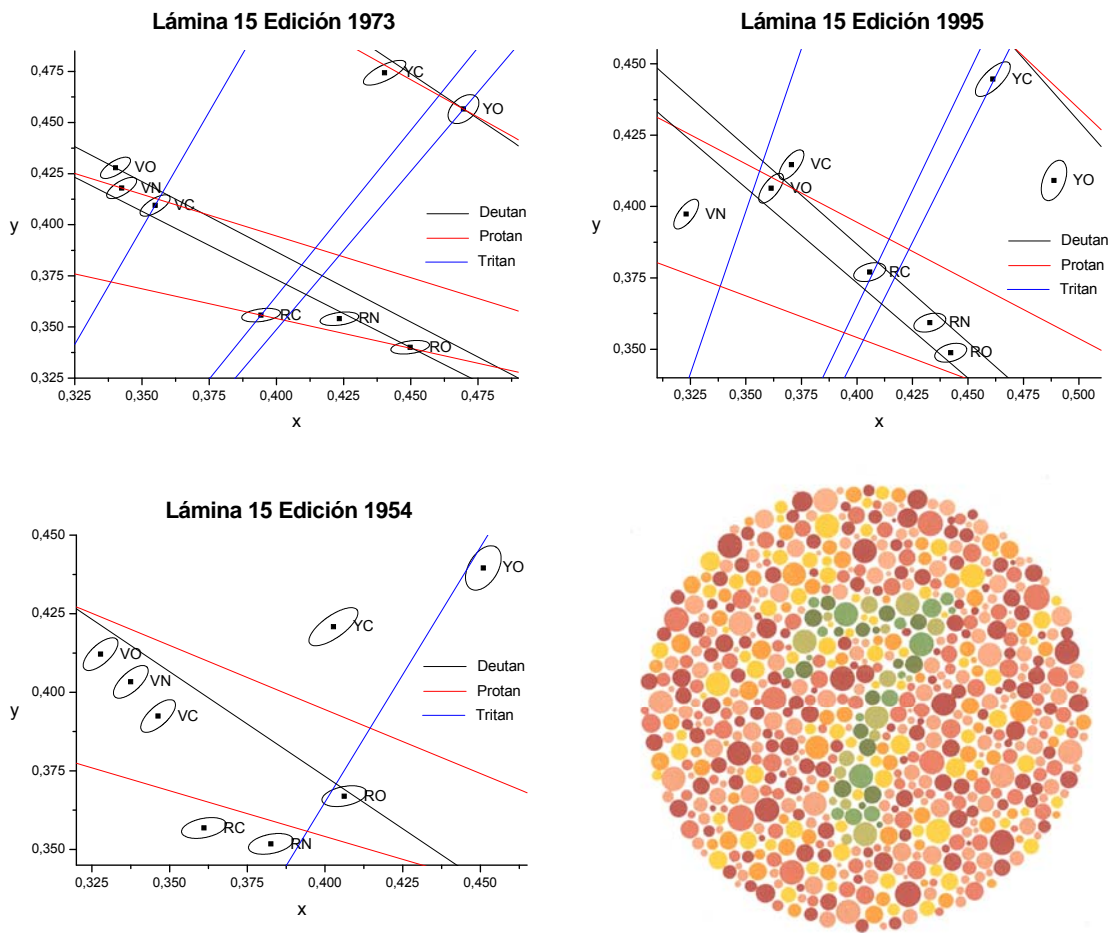 Lámina 15 Edición 1973
0,475
0,450
0,425
0,400
0,375
0,350
0,325
y
0,325 0,350 0,375 0,400 0,425 0,450 0,475
x
YC
YO
VO
VN
VC
RC
RN
RO
Deutan
Protan
Tritan
Lámina 15 Edición 1995
0,450
0,425
0,400
0,375
0,350
y
0,325 0,350 0,375 0,400 0,425 0,450 0,475 0,500
x
YC
YO
VC
VO
VN
RC
RN
RO
Deutan
Protan
Tritan
Lámina 15 Edición 1954
0,450
0,425
0,400
0,375
0,350
y
0,325 0,350 0,375 0,400 0,425 0,450
x
YO
YC
VO
VN
VC
RO
RC
RN
Deutan
Protan
Tritan